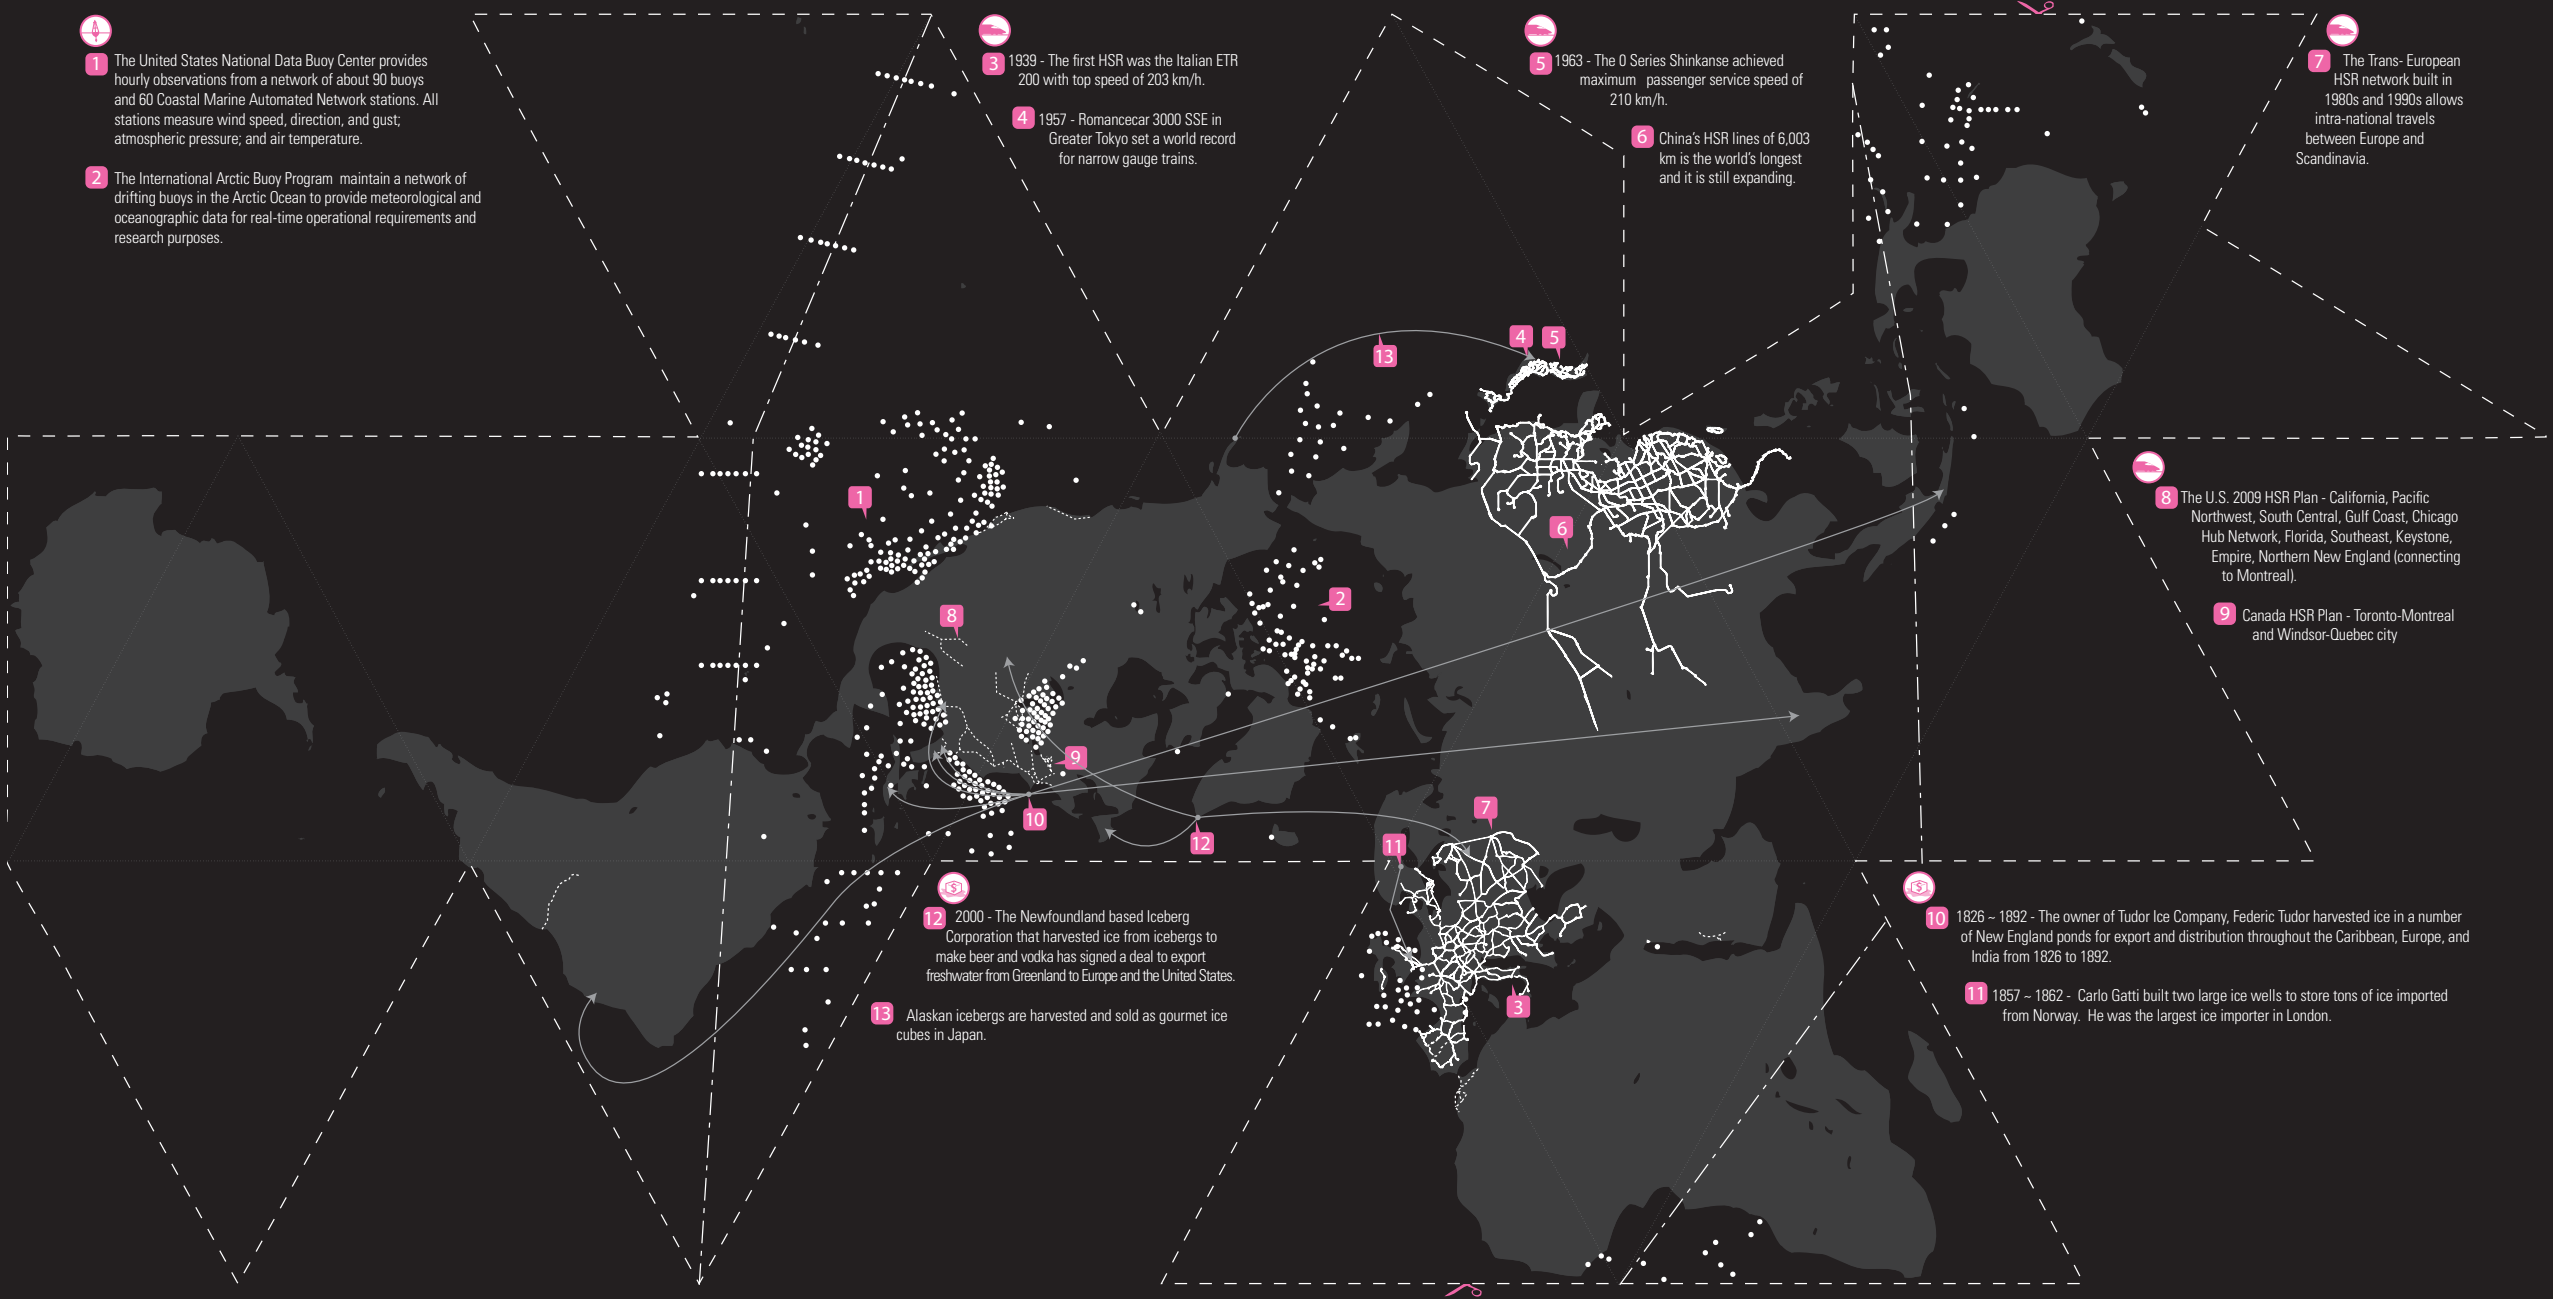 1 The United States National Data Buoy Center provides
hourly observations from a network of about 90 buoys
and 60 Coastal Marine Automated Network stations. All
stations measure wind speed, direction, and gust;
atmospheric pressure; and air temperature.
2 The International Arctic Buoy Program maintain a network of
drifting buoys in the Arctic Ocean to provide meteorological and
oceanographic data for real-time operational requirements and
research purposes.
3 1939 - The first HSR was the Italian ETR
200 with top speed of 203 km/h.
4 1957 - Romancecar 3000 SSE in
Greater Tokyo set a world record
for narrow gauge trains.
5 1963 - The 0 Series Shinkanse achieved
maximum passenger service speed of
210 km/h.
6 China's HSR lines of 6,003
km is the world's longest
and it is still expanding.
7 The Trans- European
HSR network built in
1980s and 1990s allows
intra-national travels
between Europe and
Scandinavia.
4 5
13
1
6
2
8
9
10
12
7
11
3
8 The U.S. 2009 HSR Plan - California, Pacific
Northwest, South Central, Gulf Coast, Chicago
Hub Network, Florida, Southeast, Keystone,
Empire, Northern New England (connecting
to Montreal).
9 Canada HSR Plan - Toronto-Montreal
and Windsor-Quebec city
$
12 2000 - The Newfoundland based Iceberg
Corporation that harvested ice from icebergs to
make beer and vodka has signed a deal to export
freshwater from Greenland to Europe and the United States.
13 Alaskan icebergs are harvested and sold as gourmet ice
cubes in Japan.
$
10 1826 ~ 1892 - The owner of Tudor Ice Company, Federic Tudor harvested ice in a number
of New England ponds for export and distribution throughout the Caribbean, Europe, and
India from 1826 to 1892.
11 1857 ~ 1862 - Carlo Gatti built two large ice wells to store tons of ice imported
from Norway. He was the largest ice importer in London.